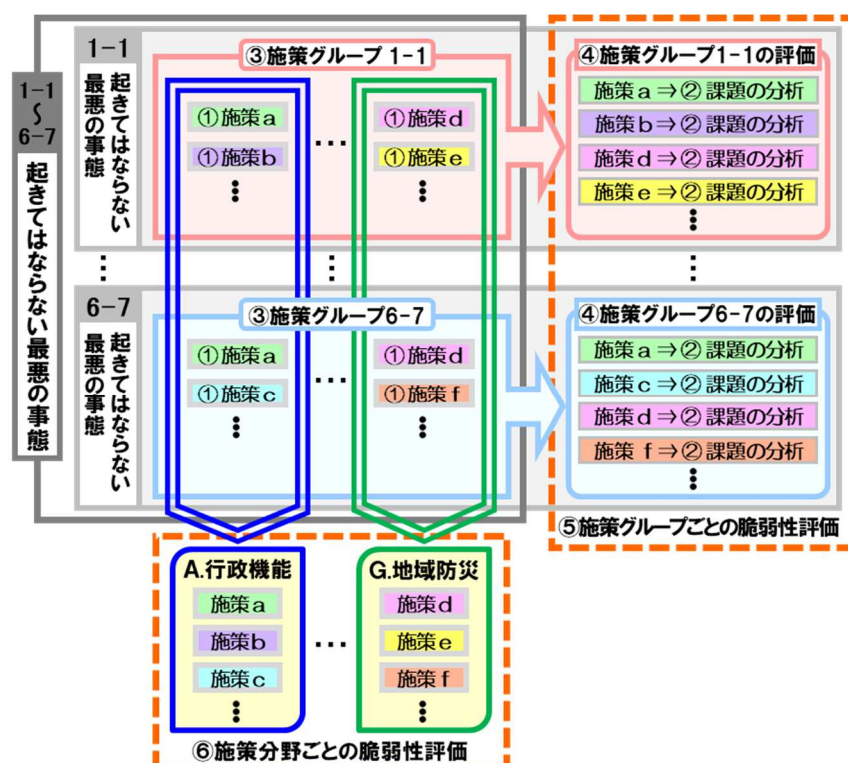 1-1
~
6-7
起きてはならない最悪の事態
1-1
起きてはならない
最悪の事態
③施策グループ 1-1
①施策a
①施策b
⋮
…
①施策d
①施策e
⋮
④施策グループ1-1の評価
施策a⇒②課題の分析
施策b⇒②課題の分析
施策d⇒②課題の分析
施策e⇒②課題の分析
⋮
⋮
⋮
⋮
6-7
起きてはならない
最悪の事態
③施策グループ6-7
①施策a
①施策c
⋮
…
①施策d
①施策f
⋮
④施策グループ6-7の評価
施策a⇒②課題の分析
施策c⇒②課題の分析
施策d⇒②課題の分析
施策f⇒②課題の分析
⋮
⑤施策グループごとの脆弱性評価
A.行政機能
施策a
施策b
施策c
⋮
…
G.地域防災
施策d
施策e
施策f
⋮
⑥施策分野ごとの脆弱性評価